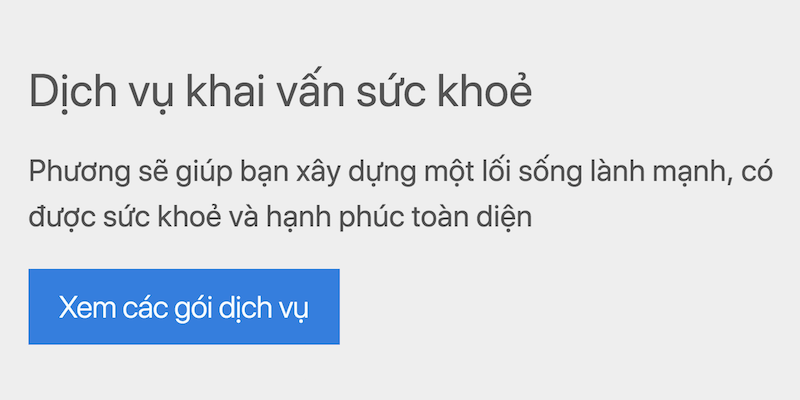 Dịch vụ khai vấn sức khoẻ
Phương sẽ giúp bạn xây dựng một lối sống lành mạnh, có
được sức khoẻ và hạnh phúc toàn diện
Xem các gói dịch vụ